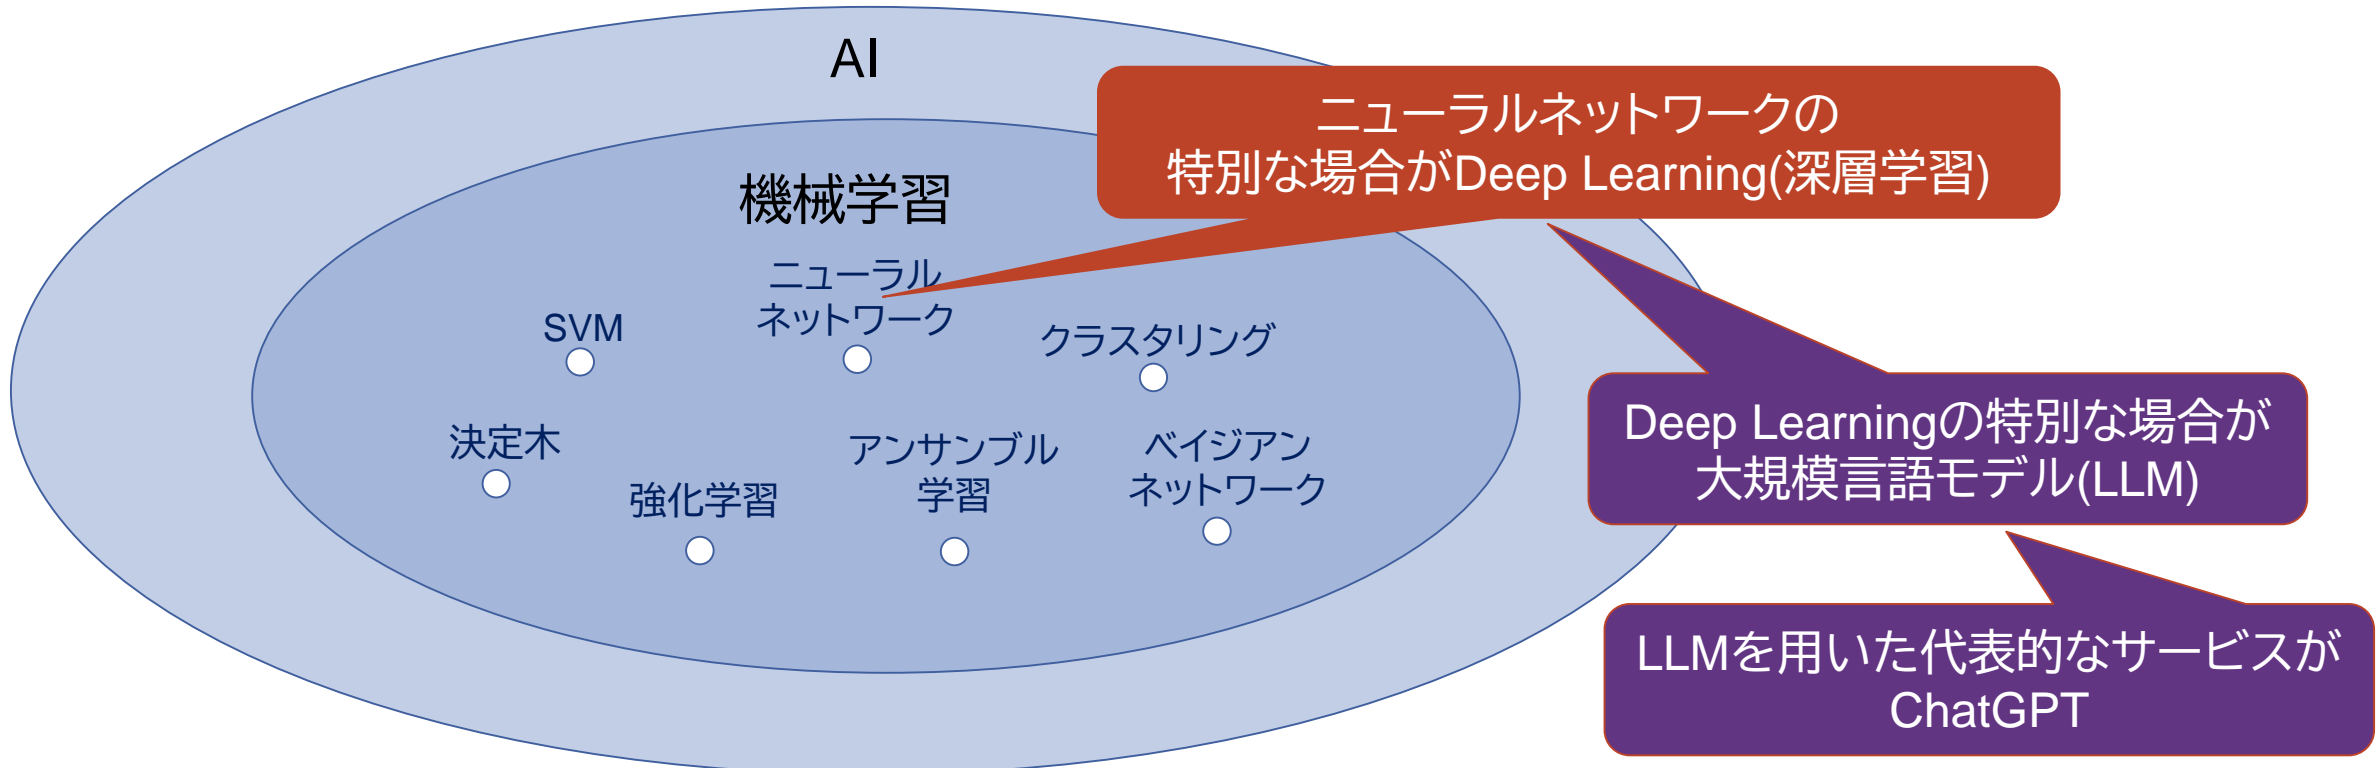 AI
ニューラルネットワークの
特別な場合がDeep Learning(深層学習)
機械学習
ニューラル
ネットワーク
SVM
クラスタリング
決定木
強化学習
アンサンブル
学習
ベイジアン
ネットワーク
Deep Learningの特別な場合が
大規模言語モデル(LLM)
LLMを用いた代表的なサービスが
ChatGPT